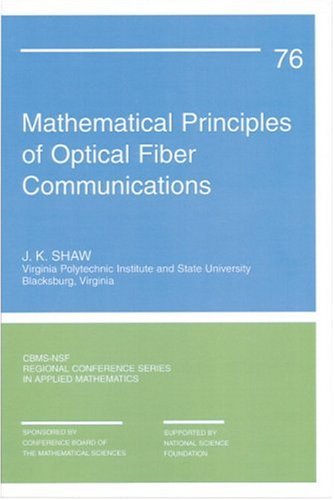 76
Mathematical Principles
of Optical Fiber
Communications
J. K. SHAW
Virginia Polytechnic Institute and State University
Blacksburg, Virginia
CBMS-NSF
REGIONAL CONFERENCE SERIES
IN APPLIED MATHEMATICS
SPONSORED BY
CONFERENCE BOARD OF
THE MATHEMATICAL SCIENCES
SUPPORTED BY
NATIONAL SCIENCE
FOUNDATION